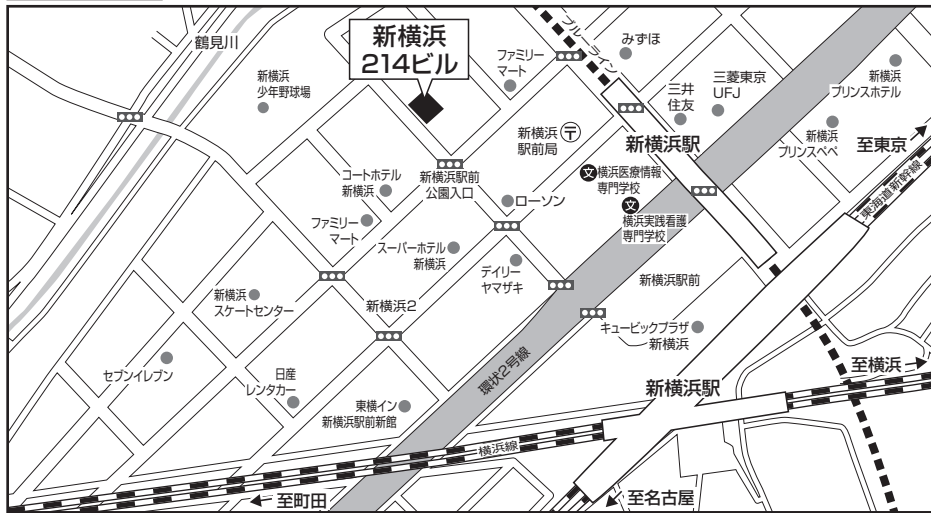 鶴見川
新横浜
214ビル
新横浜
少年野球場
ファミリー
マート
ブルーライン
みずほ
三井
住友
三菱東京
UFJ
新横浜
プリンスホテル
新横浜
プリンスペペ
至東京
東海道新幹線
新横浜
駅前局
〒
新横浜駅
新横浜駅前
公園入口
コートホテル
新横浜
ファミリー
マート
ローソン
文
横浜医療情報
専門学校
文
横浜実践看護
専門学校
スーパーホテル
新横浜
デイリー
ヤマザキ
新横浜駅前
新横浜
スケートセンター
新横浜2
キュービックプラザ
新横浜
環状2号線
セブンイレブン
日産
レンタカー
東横イン
新横浜駅前新館
新横浜駅
至横浜
横浜線
至町田
至名古屋